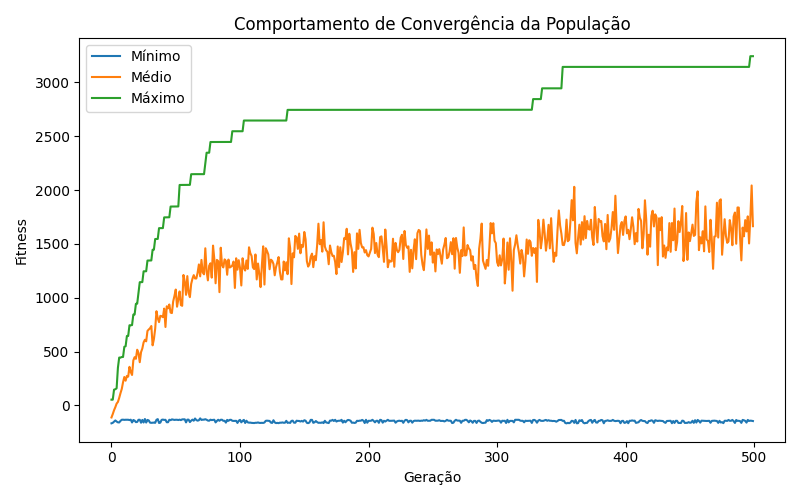 Comportamento de Convergência da População
Mínimo
Médio
Máximo
Fitness
3000
2500
2000
1500
1000
500
0
0 100 200 300 400 500
Geração